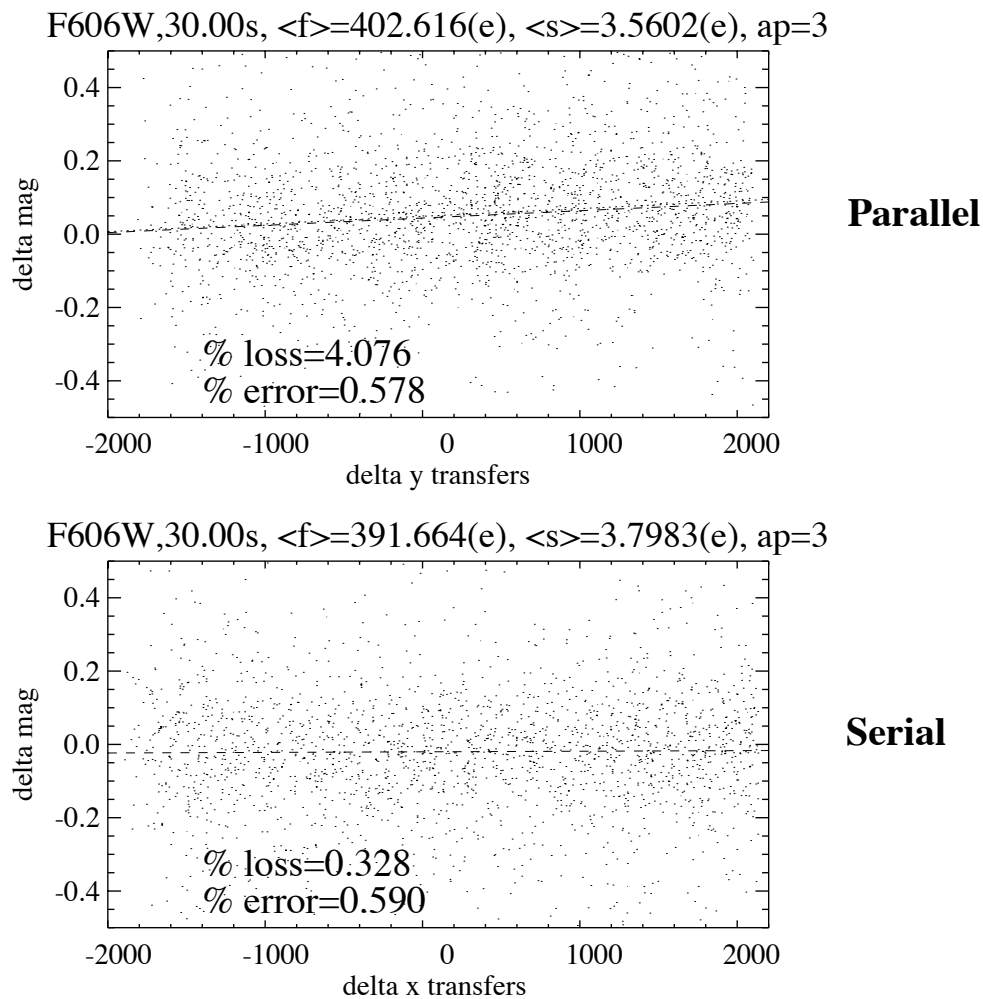 F606W,30.00s, <f>=402.616(e), <s>=3.5602(e), ap=3
0.4
0.2
0.0
-0.2
-0.4
delta mag
% loss=4.076
% error=0.578
-2000 -1000 0 1000 2000
delta y transfers
Parallel
F606W,30.00s, <f>=391.664(e), <s>=3.7983(e), ap=3
0.4
0.2
0.0
-0.2
-0.4
delta mag
% loss=0.328
% error=0.590
-2000 -1000 0 1000 2000
delta x transfers
Serial